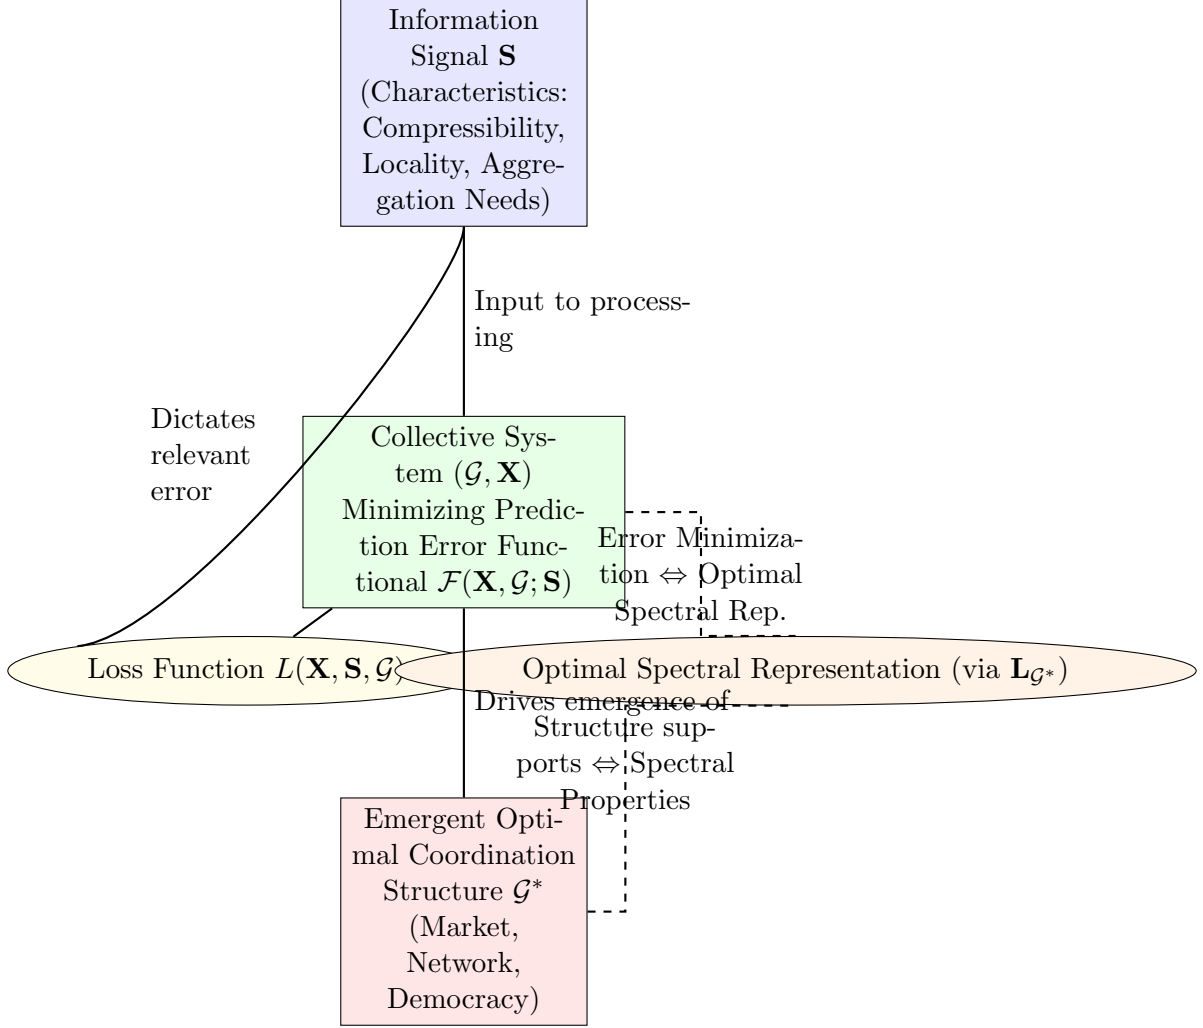 Information
Signal S
(Characteristics:
Compressibility,
Locality, Aggre-
gation Needs)
Input to process-
ing
Dictates
relevant
error
Collective Sys-
tem (𝒢, X)
Minimizing Predic-
tion Error Func-
tional ℱ(X, 𝒢; S)
Error Minimiza-
tion ⇔ Optimal
Spectral Rep.
Loss Function L(X, S, 𝒢)
Optimal Spectral Representation (via L_𝒢*)
Drives emergence of
Structure sup-
ports ⇔ Spectral
Properties
Emergent Opti-
mal Coordination
Structure 𝒢*
(Market,
Network,
Democracy)